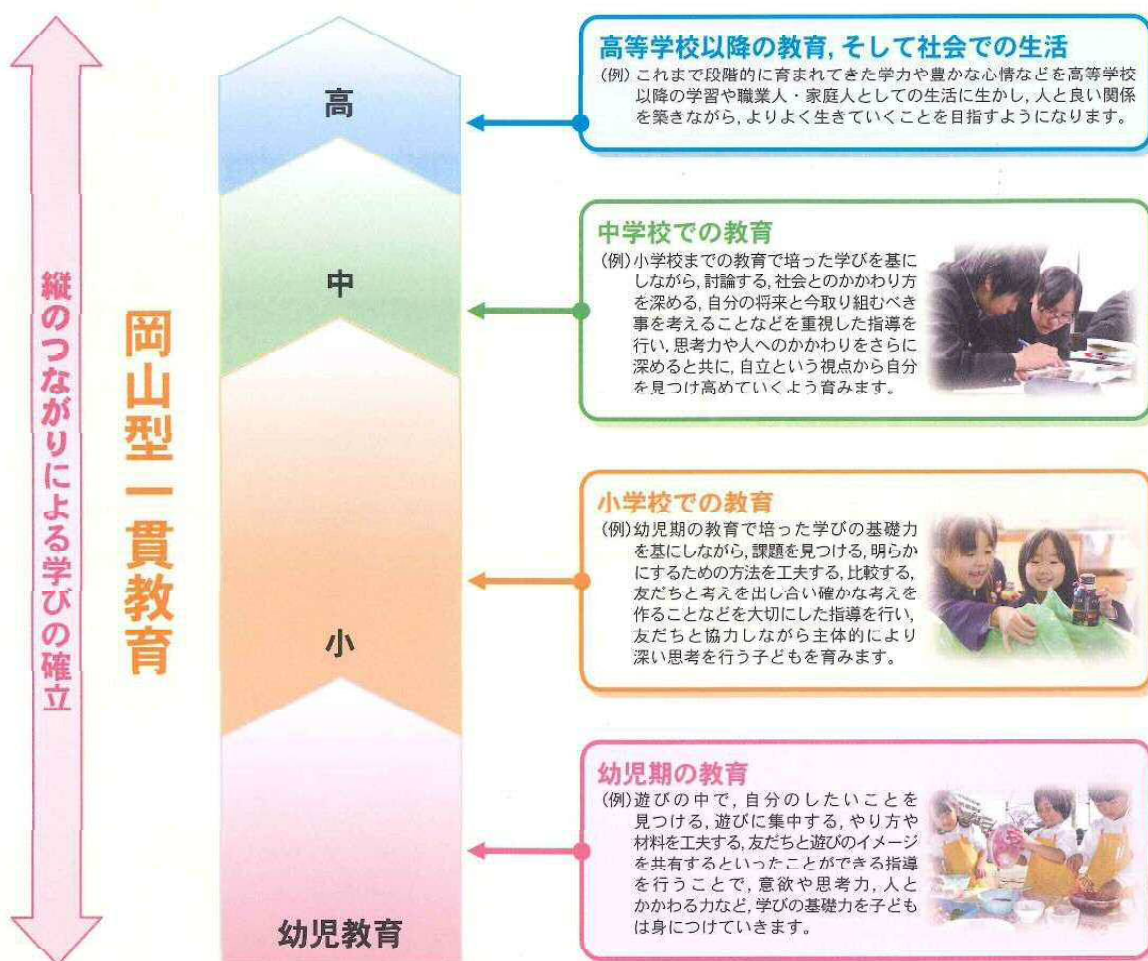 縦のつながりによる学びの確立
岡山型一貫教育
高
中
小
幼児教育
高等学校以降の教育，そして社会での生活
(例) これまで段階的に育まれてきた学力や豊かな心情などを高等学校
以降の学習や職業人・家庭人としての生活に生かし，人と良い関係
を築きながら，よりよく生きていくことを目指すようになります。
中学校での教育
(例) 小学校までの教育で培った学びを基に
しながら，討論する，社会とのかかわり方
を深める，自分の将来と今取り組むべき
事を考えることなどを重視した指導を
行い，思考力や人へのかかわりをさらに
深めると共に，自立という視点から自分
を見つけ高めていくよう育みます。
小学校での教育
(例) 幼児期の教育で培った学びの基礎力
を基にしながら，課題を見つける，明らか
にするための方法を工夫する，比較する，
友だちと考えを出し合い確かな考えを
作ることなどを大切にした指導を行い，
友だちと協力しながら主体的により
深い思考を行う子どもを育みます。
幼児期の教育
(例) 遊びの中で，自分のしたいことを
見つける，遊びに集中する，やり方や
材料を工夫する，友だちと遊びのイメージ
を共有するといったことができる指導
を行うことで，意欲や思考力，人と
かかわる力など，学びの基礎力を子ども
は身につけていきます。